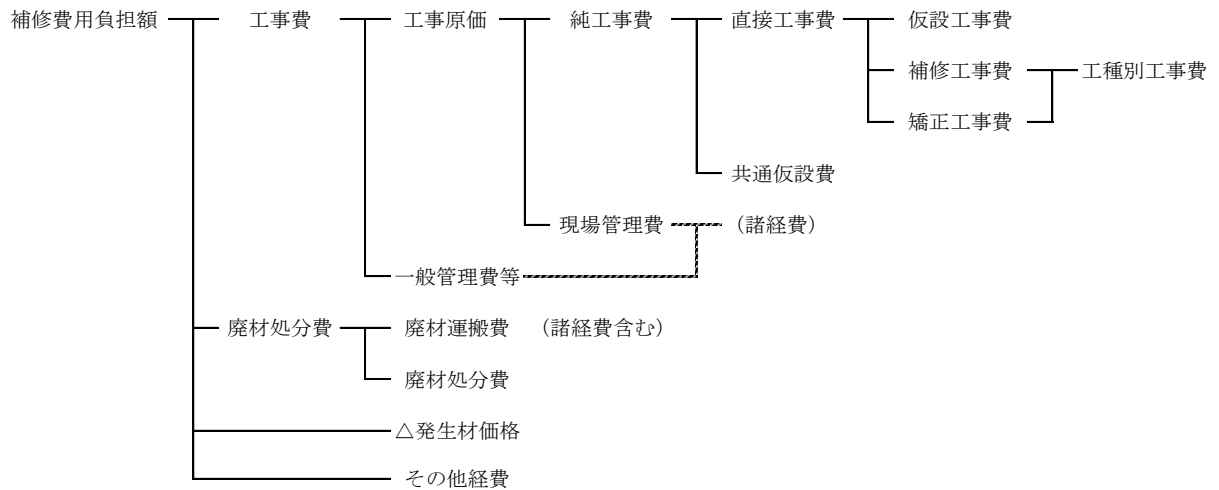 補修費用負担額 工事費 工事原価 純工事費 直接工事費 仮設工事費
補修工事費 工種別工事費
矯正工事費
共通仮設費
現場管理費 (諸経費)
一般管理費等
廃材処分費 廃材運搬費 (諸経費含む)
廃材処分費
△発生材価格
その他経費